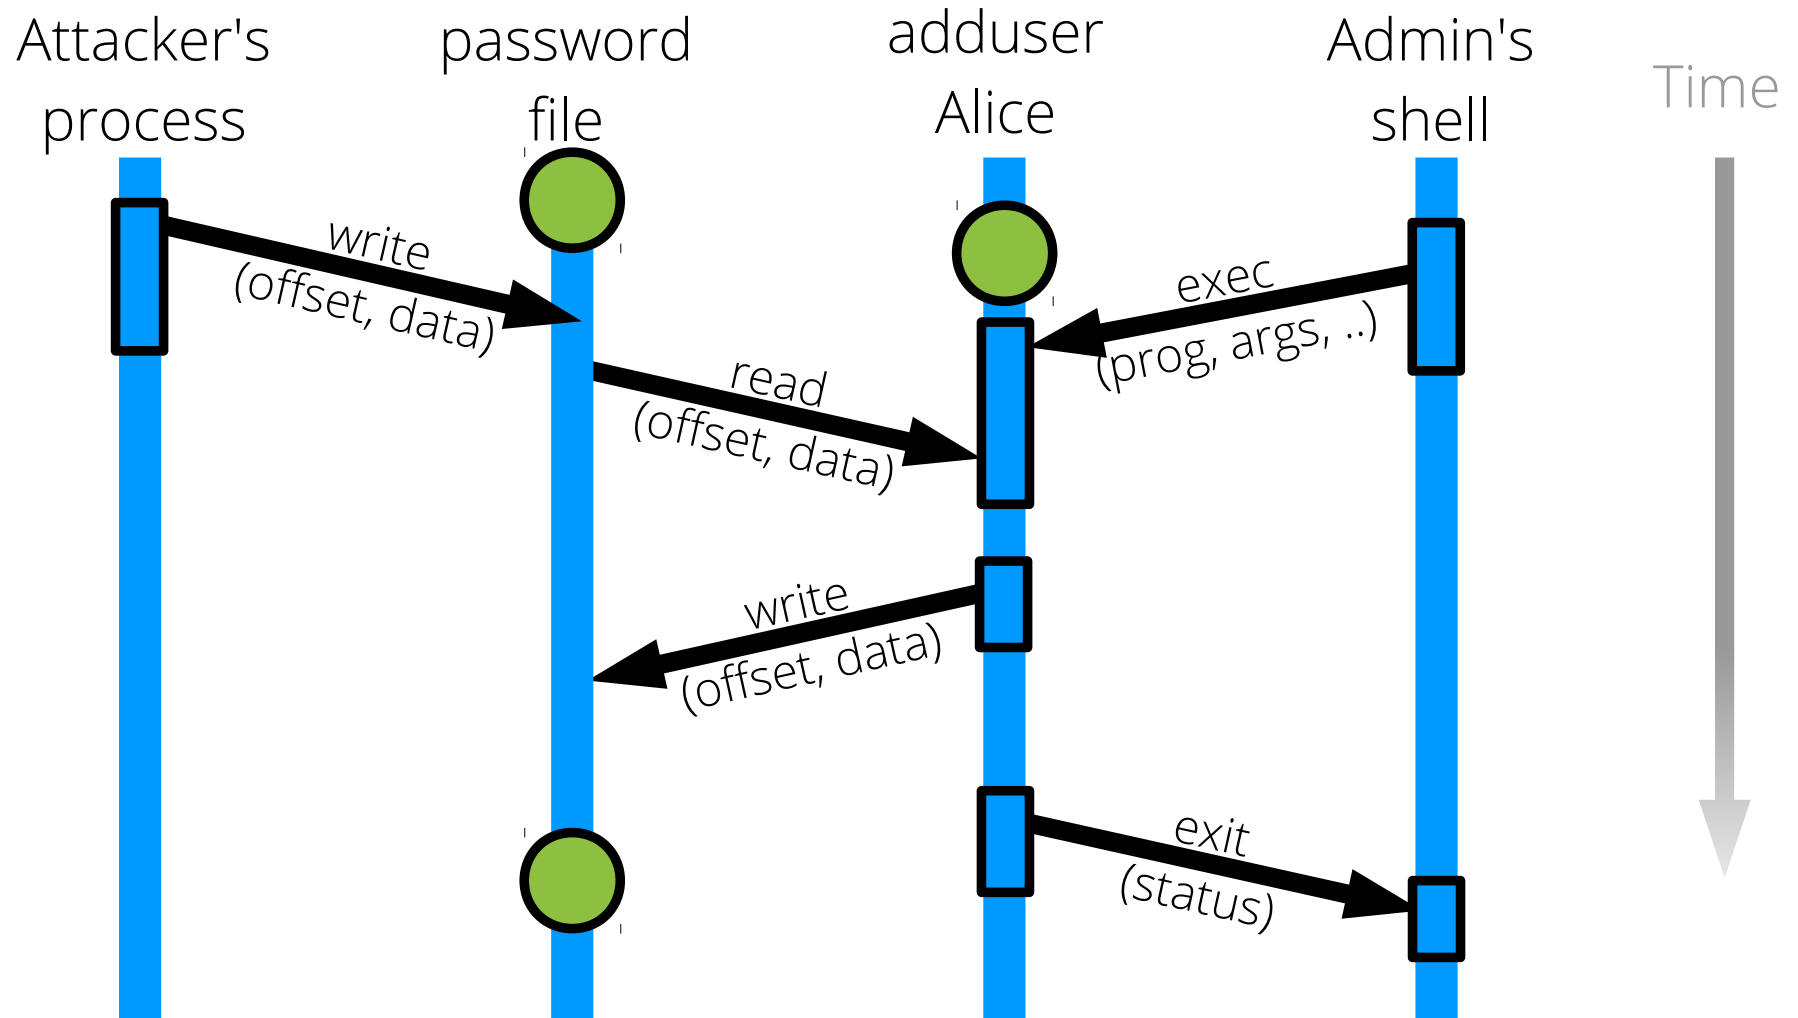 Attacker's
process
password
file
adduser
Alice
Admin's
shell
Time
write
(offset, data)
exec
(prog, args, ..)
read
(offset, data)
write
(offset, data)
exit
(status)